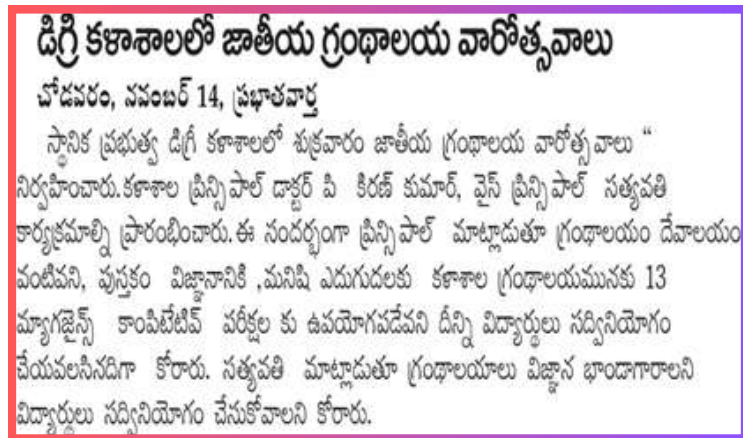 డిగ్రీ కళాశాలలో జాతీయ గ్రంథాలయ వారోత్సవాలు
చోడవరం, నవంబర్ 14, ప్రభాతవార్త
స్థానిక ప్రభుత్వ డిగ్రీ కళాశాలలో శుక్రవారం జాతీయ గ్రంథాలయ వారోత్సవాలు “
నిర్వహించారు.కళాశాల ప్రిన్సిపాల్ డాక్టర్ పి కిరణ్ కుమార్, వైస్ ప్రిన్సిపాల్ సత్యవతి
కార్యక్రమాల్ని ప్రారంభించారు.ఈ సందర్భంగా ప్రిన్సిపాల్ మాట్లాడుతూ గ్రంథాలయం దేవాలయం
వంటివని, పుస్తకం విజ్ఞానానికి ,మనిషి ఎదుగుదలకు కళాశాల గ్రంథాలయమునకు 13
మ్యాగజైన్స్ కాంపిటేటివ్ పరీక్షల కు ఉపయోగపడేవని దీన్ని విద్యార్థులు సద్వినియోగం
చేయవలసినదిగా కోరారు. సత్యవతి మాట్లాడుతూ గ్రంథాలయాలు విజ్ఞాన భాండాగారాలని
విద్యార్థులు సద్వినియోగం చేసుకోవాలని కోరారు.